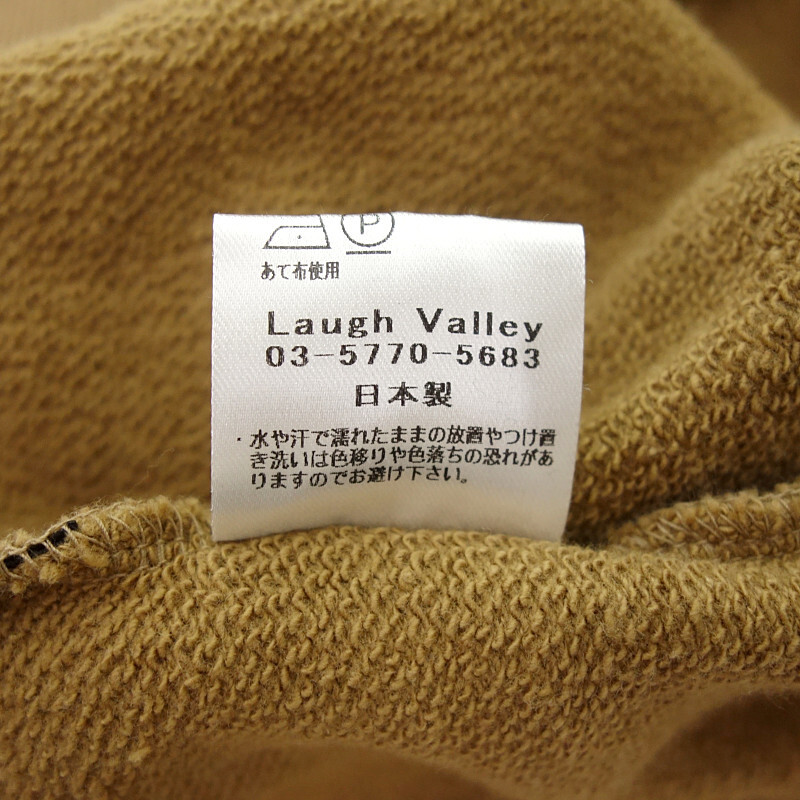 P
あて布使用
Laugh Valley
03-5770-5683
日本製
・水や汗で濡れたままの放置やつけ置
き洗いは色移りや色落ちの恐れがあ
りますのでお避け下さい。